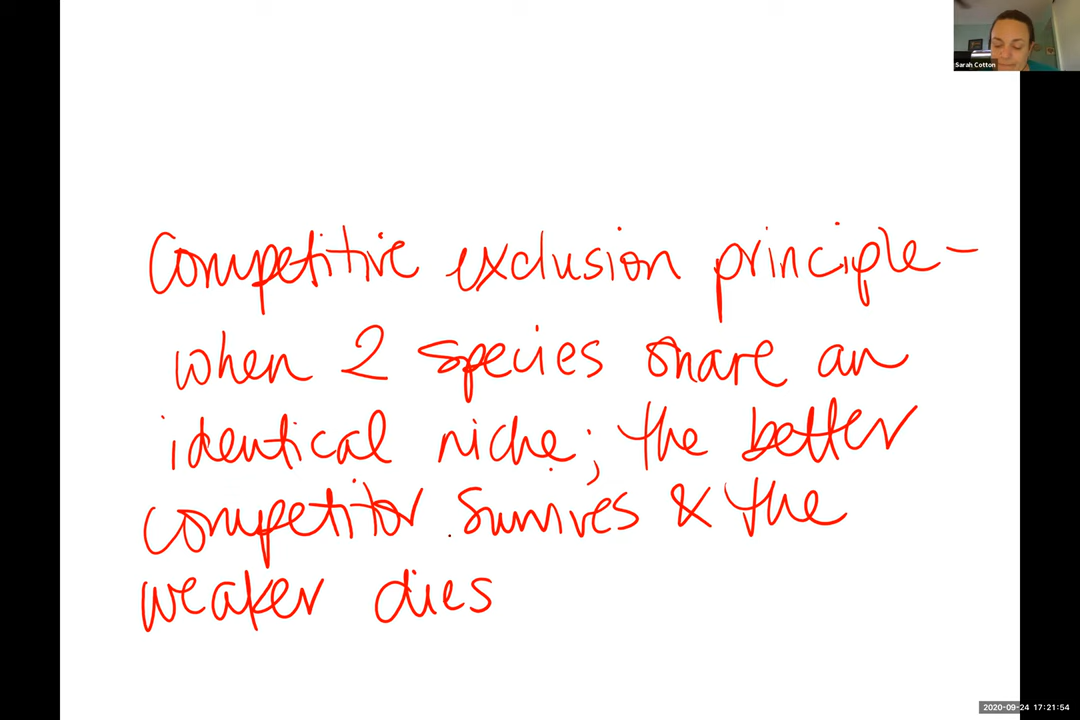 Sarah Cotton
Competitive exclusion principle-
when 2 species share an
identical niche; the better
competitor survives & the
weaker dies
2020-09-24 17:21:54